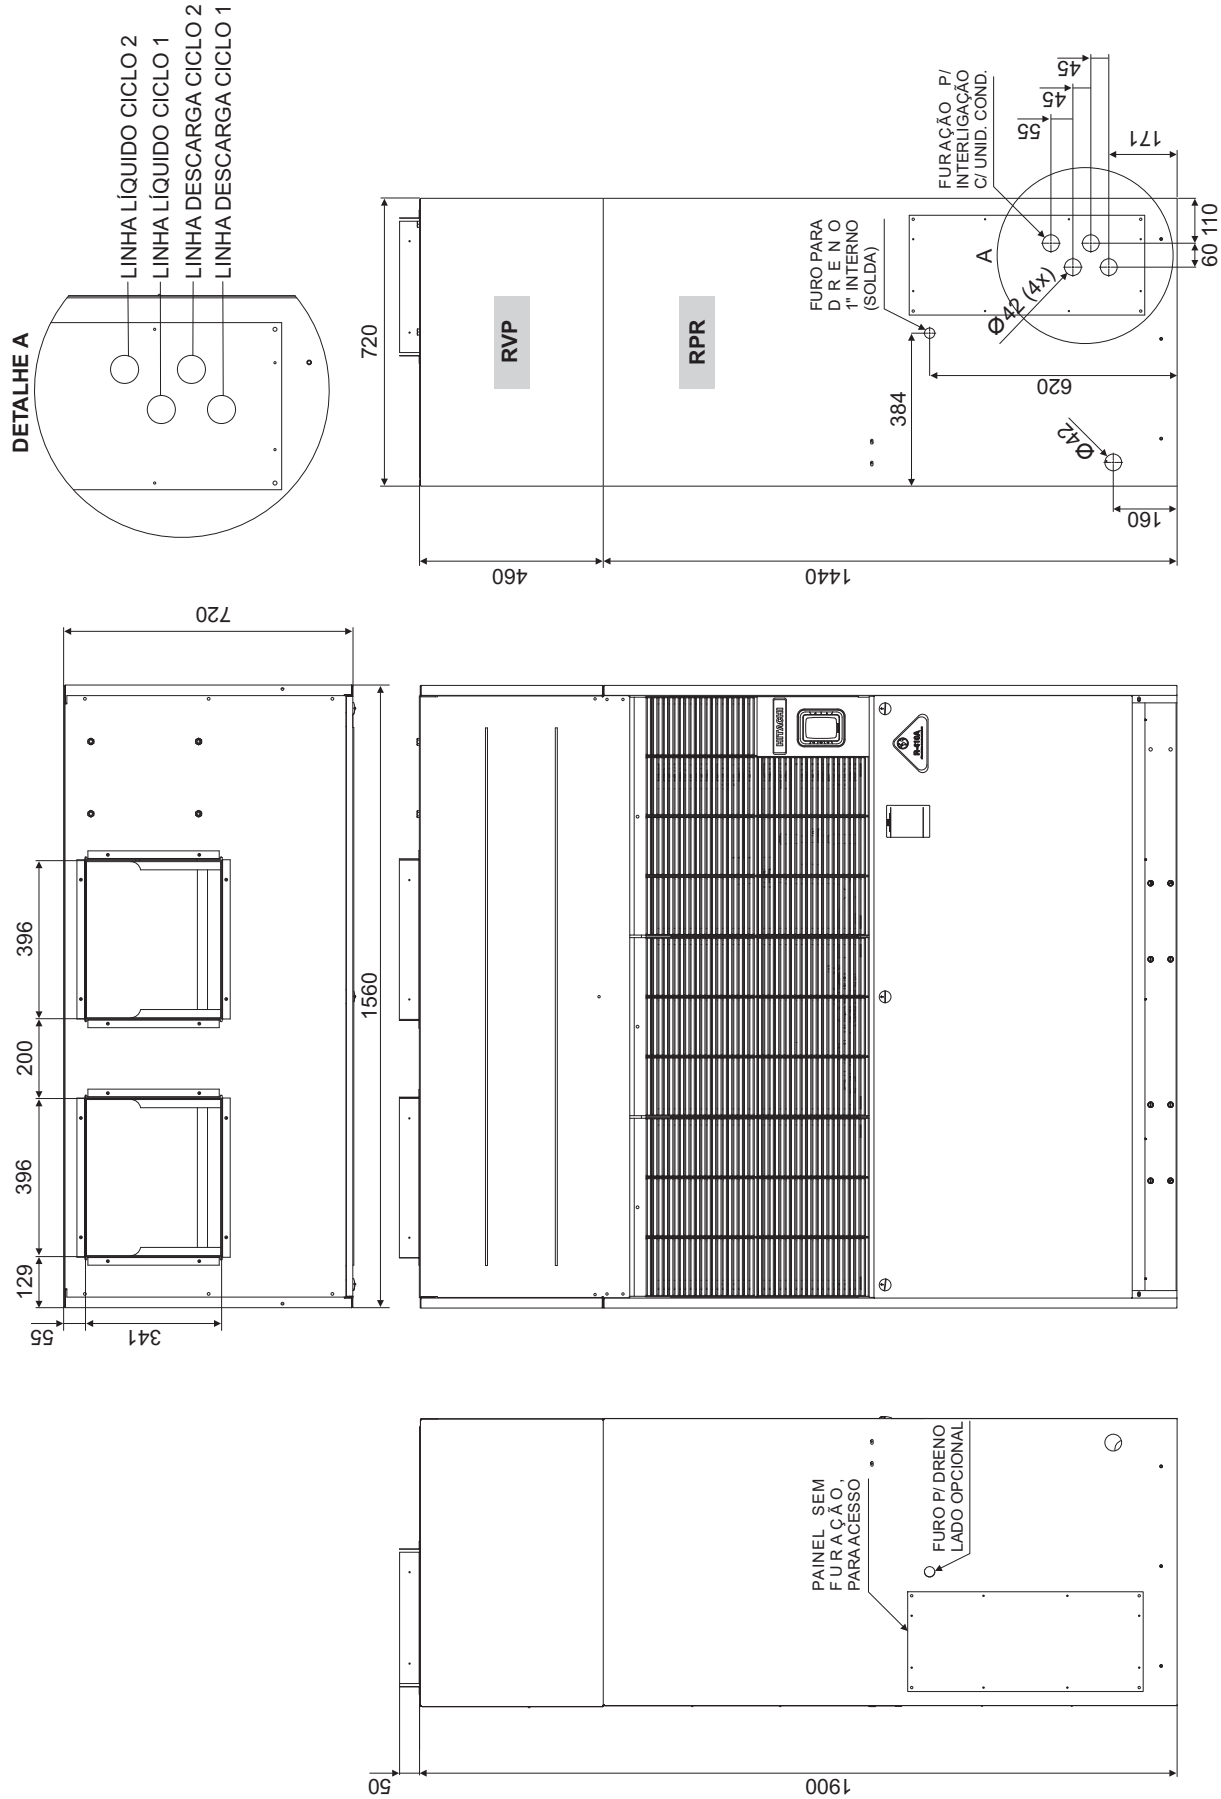 DETALHE A
LINHA LÍQUIDO CICLO 2
LINHA LÍQUIDO CICLO 1
LINHA DESCARGA CICLO 2
LINHA DESCARGA CICLO 1
720
460
1440
RVP
RPR
FURO PARA
D R E N O
1" INTERNO
(SOLDA)
384
620
Ø42
160
A
Ø42 (4x)
FURAÇÃO P/
INTERLIGAÇÃO
C/ UNID. COND.
55
45
45
171
60
110
720
396
200
396
129
55
341
1560
HITACHI
R-410A
PAINEL SEM
F U R A Ç Ã O ,
PARA ACESSO
FURO P/ DRENO
LADO OPCIONAL
50
1900